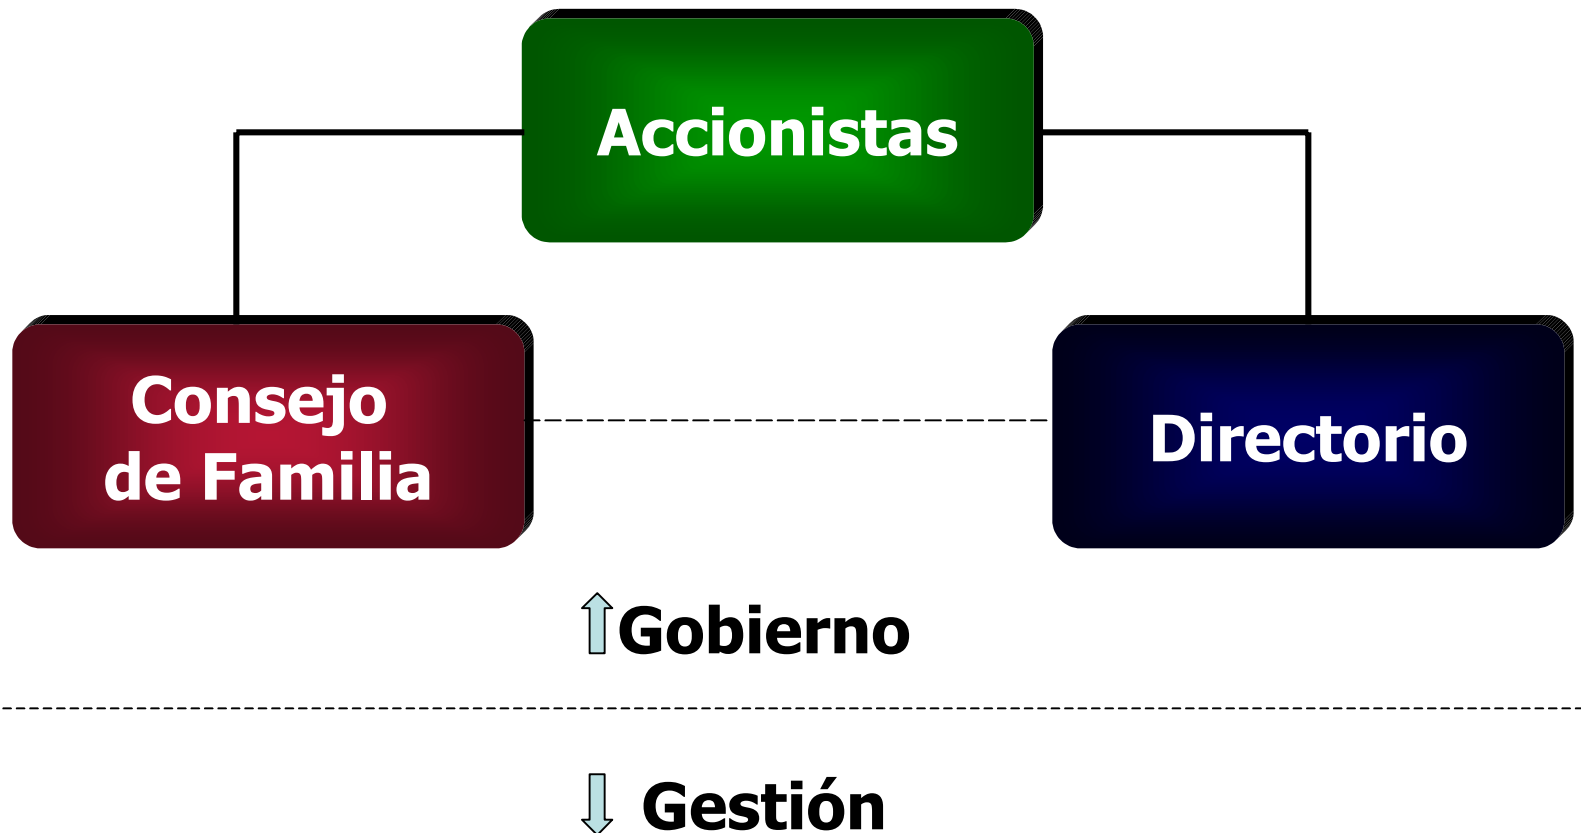 Accionistas
Consejo
de Familia
Directorio
Gobierno
Gestión